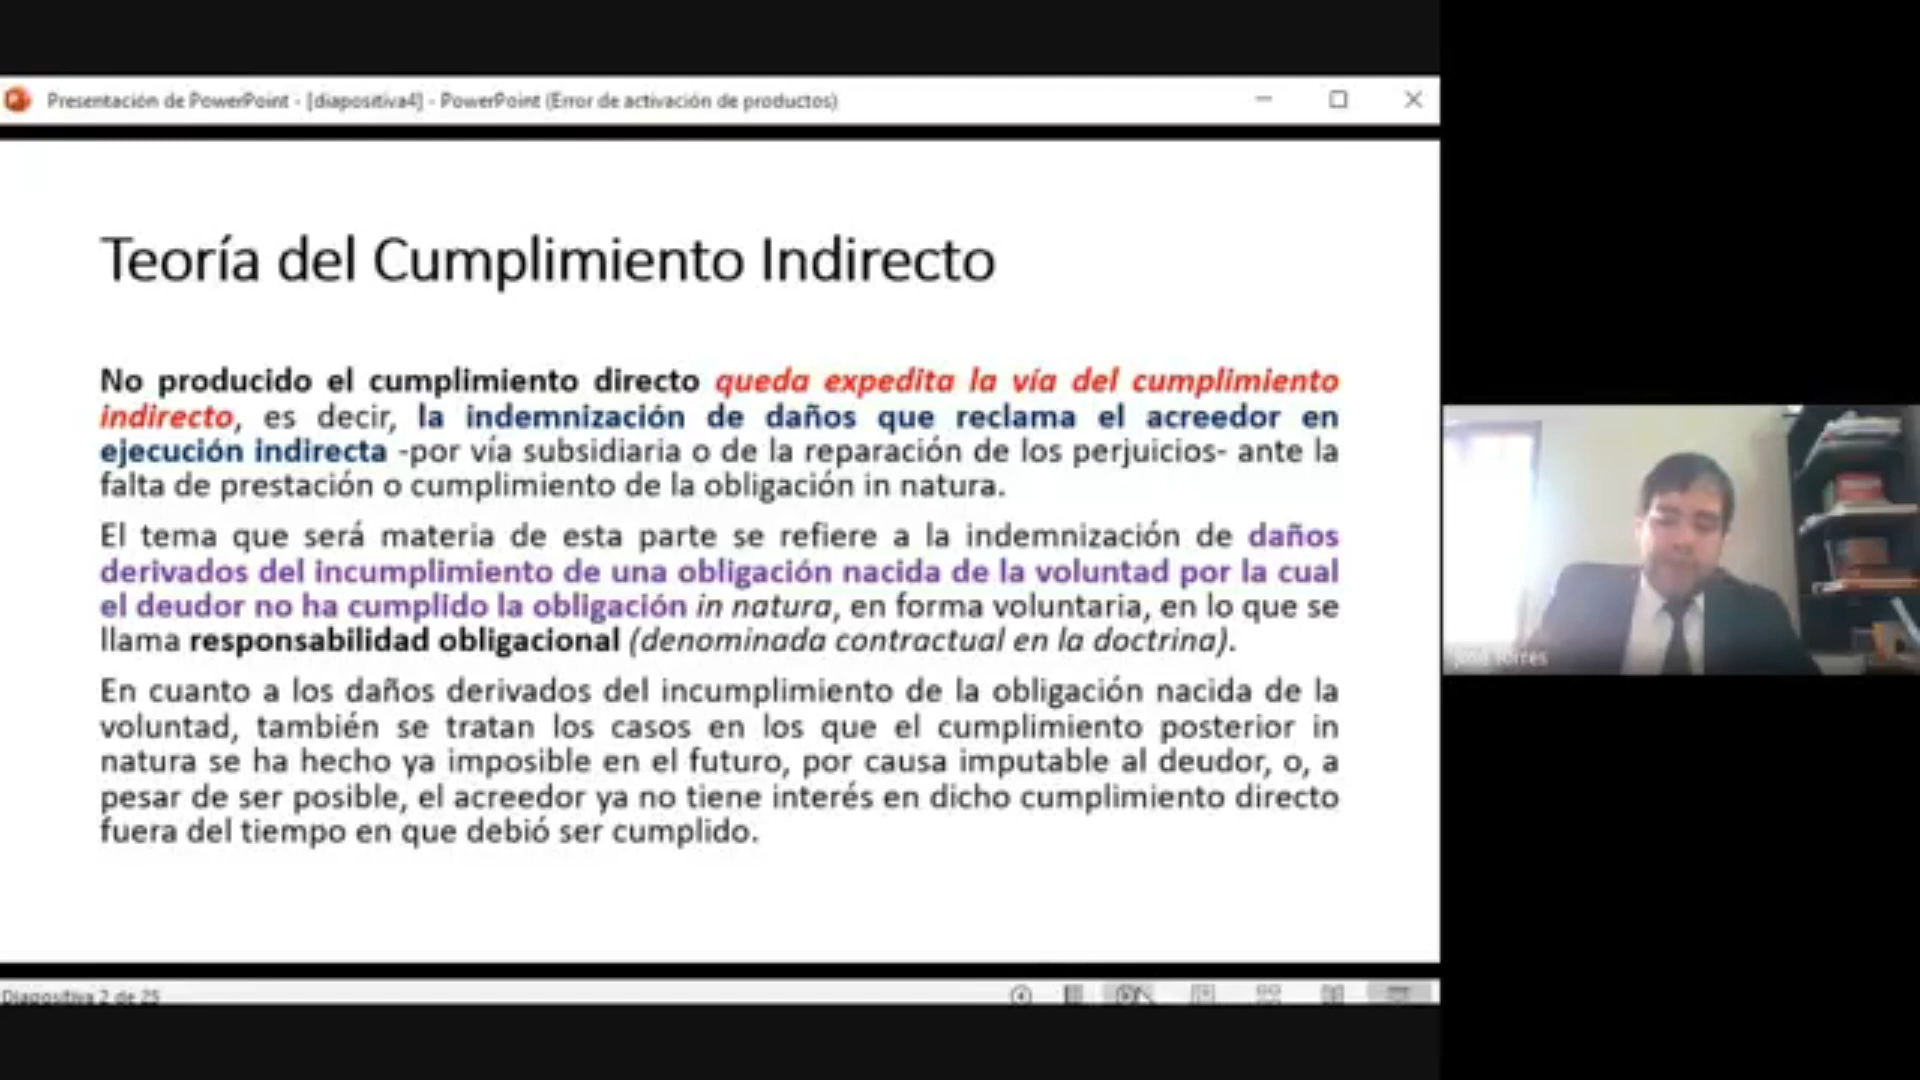 Presentación de PowerPoint - [diapositiva4] - PowerPoint (Error de activación de productos)
Teoría del Cumplimiento Indirecto
No producido el cumplimiento directo queda expedita la vía del cumplimiento
indirecto, es decir, la indemnización de daños que reclama el acreedor en
ejecución indirecta -por vía subsidiaria o de la reparación de los perjuicios- ante la
falta de prestación o cumplimiento de la obligación in natura.
El tema que será materia de esta parte se refiere a la indemnización de daños
derivados del incumplimiento de una obligación nacida de la voluntad por la cual
el deudor no ha cumplido la obligación in natura, en forma voluntaria, en lo que se
llama responsabilidad obligacional (denominada contractual en la doctrina).
En cuanto a los daños derivados del incumplimiento de la obligación nacida de la
voluntad, también se tratan los casos en los que el cumplimiento posterior in
natura se ha hecho ya imposible en el futuro, por causa imputable al deudor, o, a
pesar de ser posible, el acreedor ya no tiene interés en dicho cumplimiento directo
fuera del tiempo en que debió ser cumplido.
Diapositiva 2 de 25
Torres